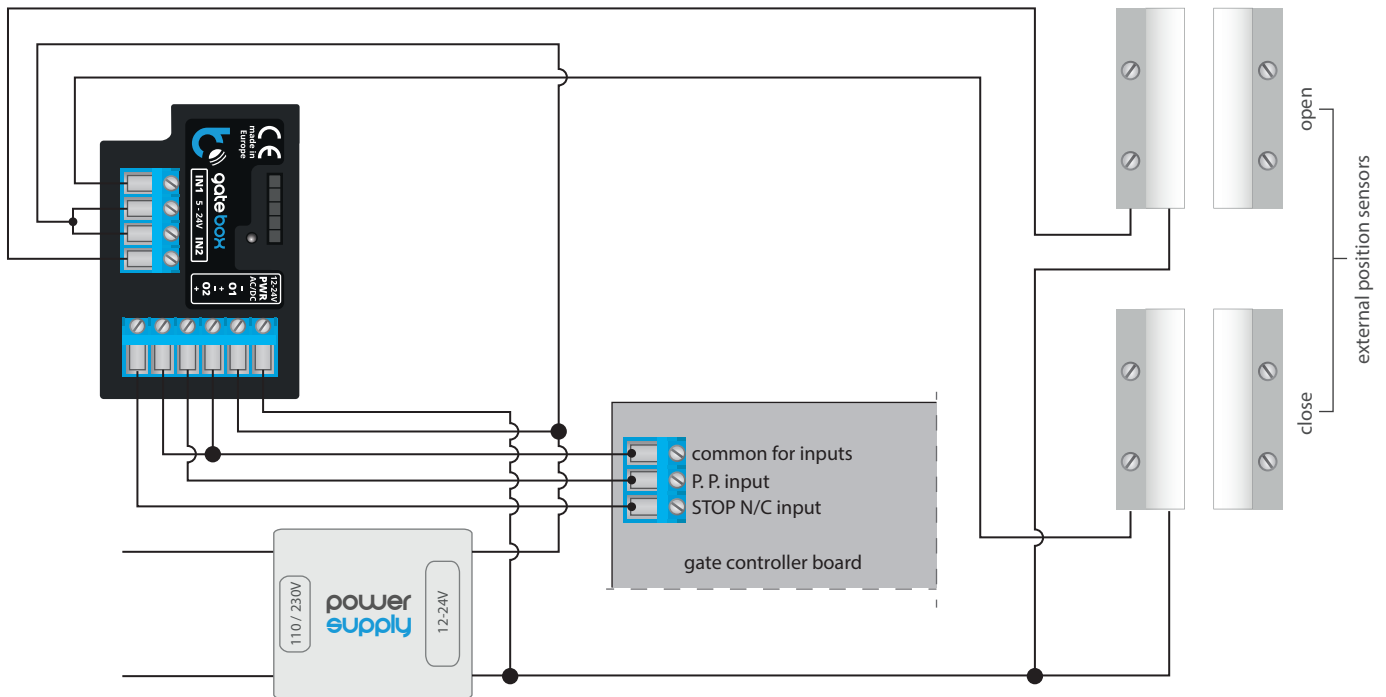 CE
made in
Europe
gatebox
IN1 5 - 24V IN2
12-24V
PWR
AC/DC
- O1 +
- O2 +
open
close
external position sensors
common for inputs
P. P. input
STOP N/C input
gate controller board
110 / 230V
power
supply
12-24V